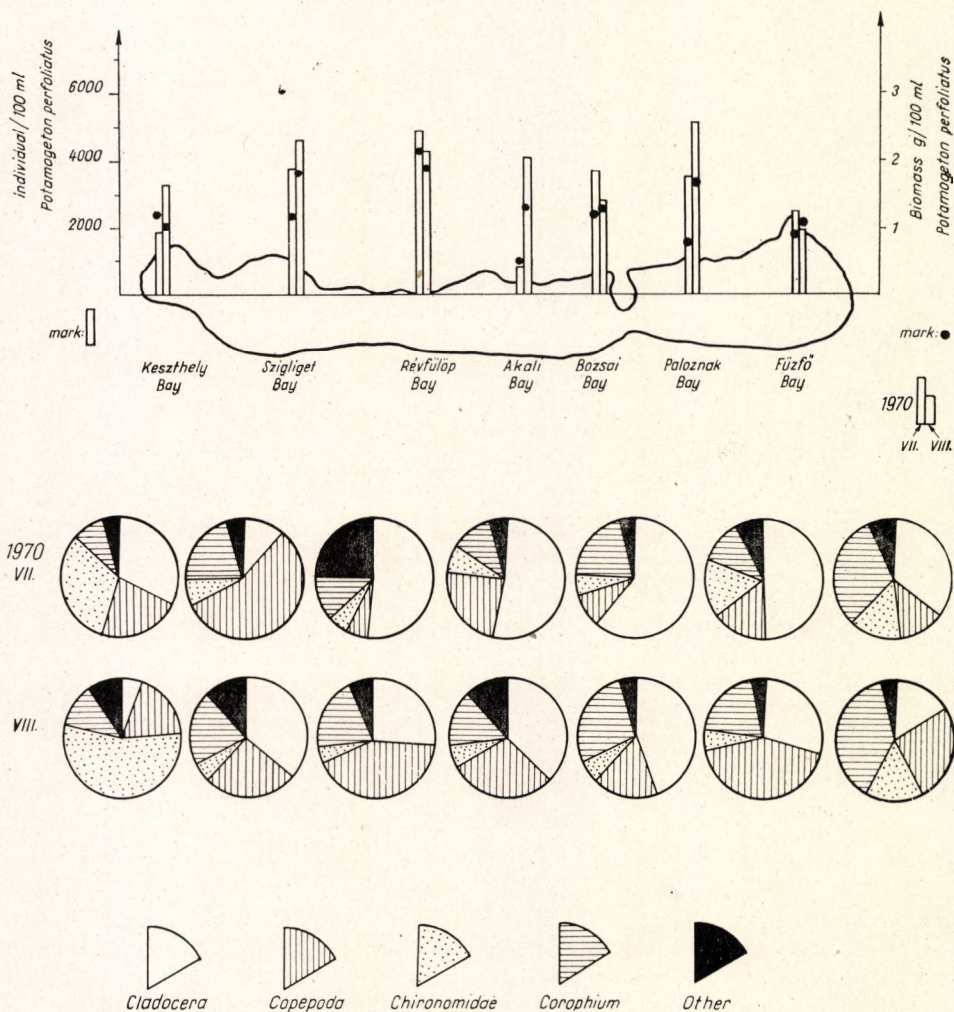 individual/100 ml
Potamogeton perfoliatus
6000
4000
2000
3
2
1
Biomass g/100 ml
Potamogeton perfoliatus
mark:
mark:
Keszthely
Bay
Szigliget
Bay
Révfülöp
Bay
Akali
Bay
Bozsai
Bay
Paloznak
Bay
Fűzfő
Bay
1970
VII. VIII.
1970
VII.
VIII.
Cladocera
Copepoda
Chironomidae
Corophium
Other